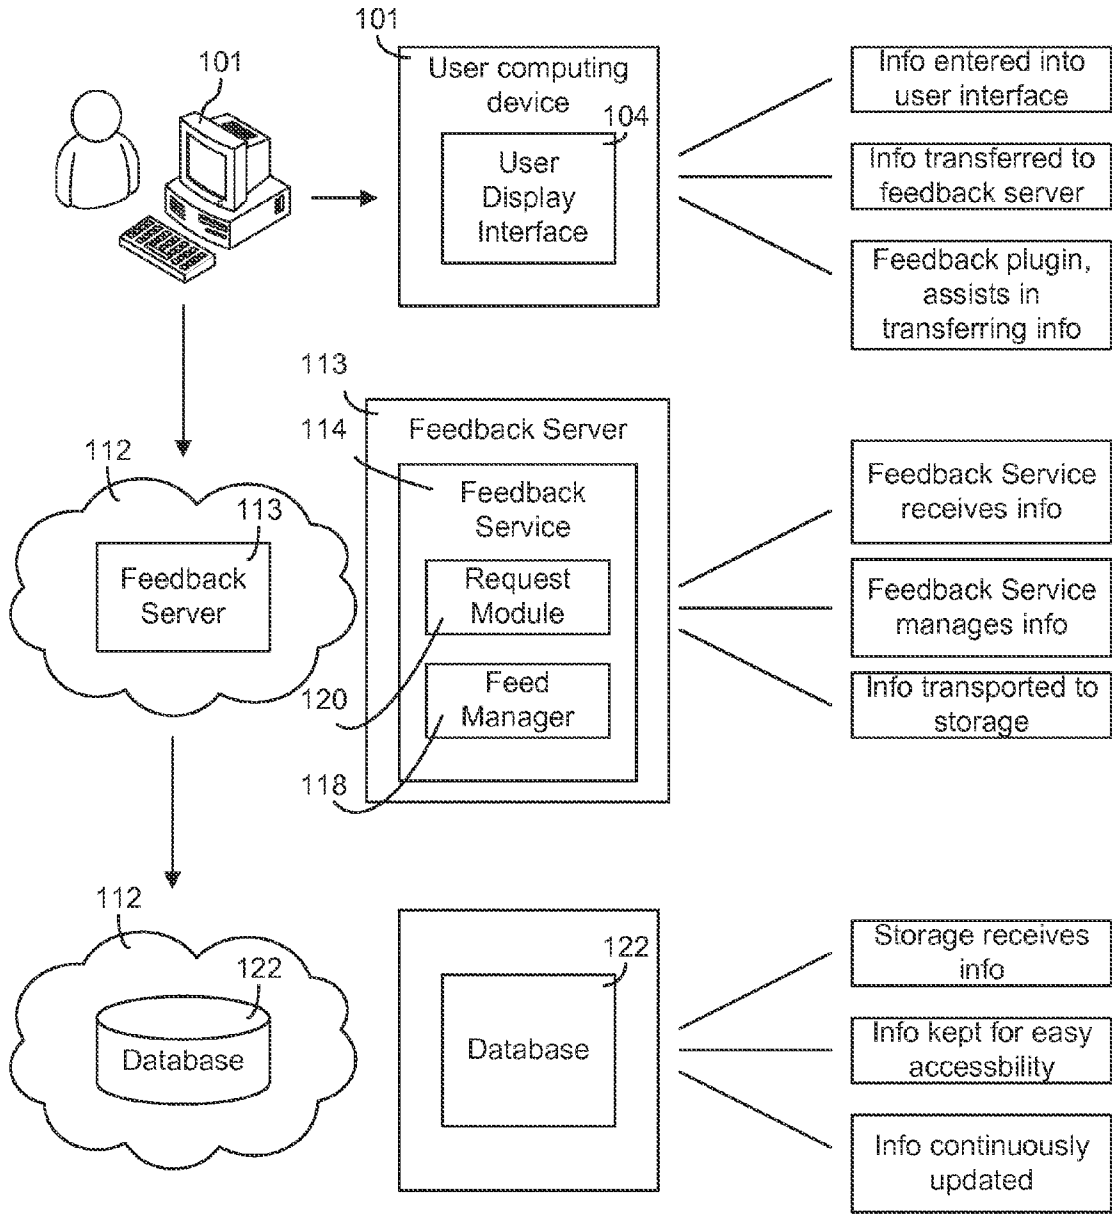 101
101
User computing
device
104
User
Display
Interface
Info entered into
user interface
Info transferred to
feedback server
Feedback plugin,
assists in
transferring info
112
113
Feedback
Server
113
114
Feedback Server
Feedback
Service
Request
Module
120
Feed
Manager
118
Feedback Service
receives info
Feedback Service
manages info
Info transported to
storage
112
122
Database
122
Database
Storage receives
info
Info kept for easy
accessbility
Info continuously
updated